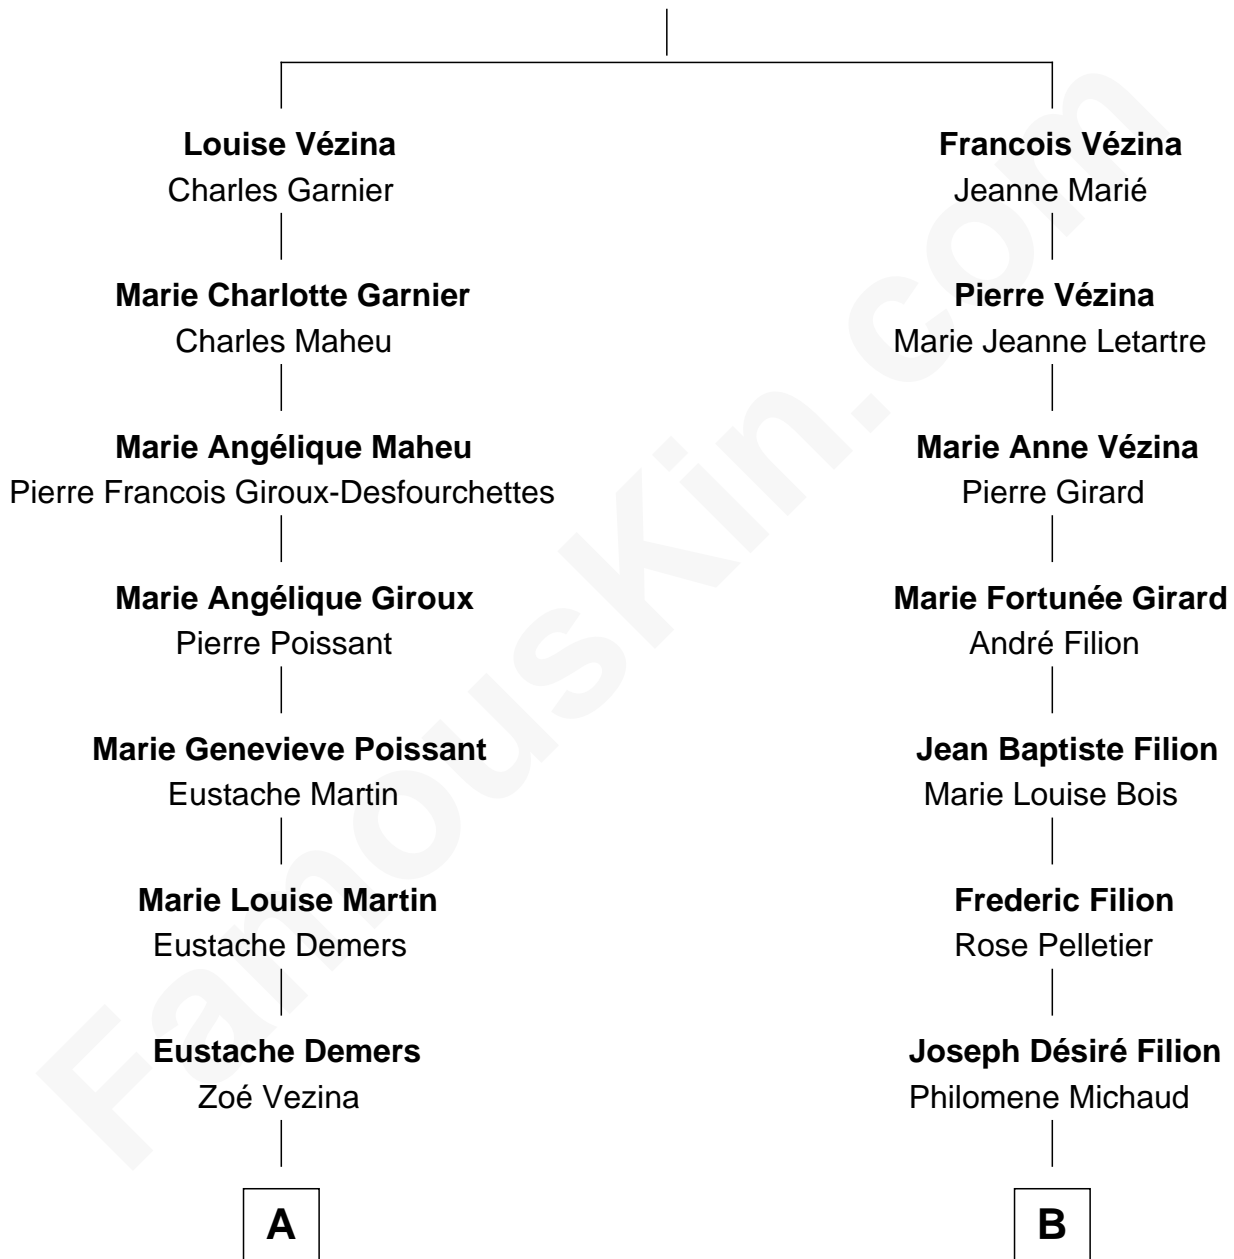 Louise Vézina
Charles Garnier
Marie Charlotte Garnier
Charles Maheu
Marie Angélique Maheu
Pierre Francois Giroux-Desfourchettes
Marie Angélique Giroux
Pierre Poissant
Marie Genevieve Poissant
Eustache Martin
Marie Louise Martin
Eustache Demers
Eustache Demers
Zoé Vezina
A
Francois Vézina
Jeanne Marié
Pierre Vézina
Marie Jeanne Letartre
Marie Anne Vézina
Pierre Girard
Marie Fortunée Girard
André Filion
Jean Baptiste Filion
Marie Louise Bois
Frederic Filion
Rose Pelletier
Joseph Désiré Filion
Philomene Michaud
B
FamousKin.com